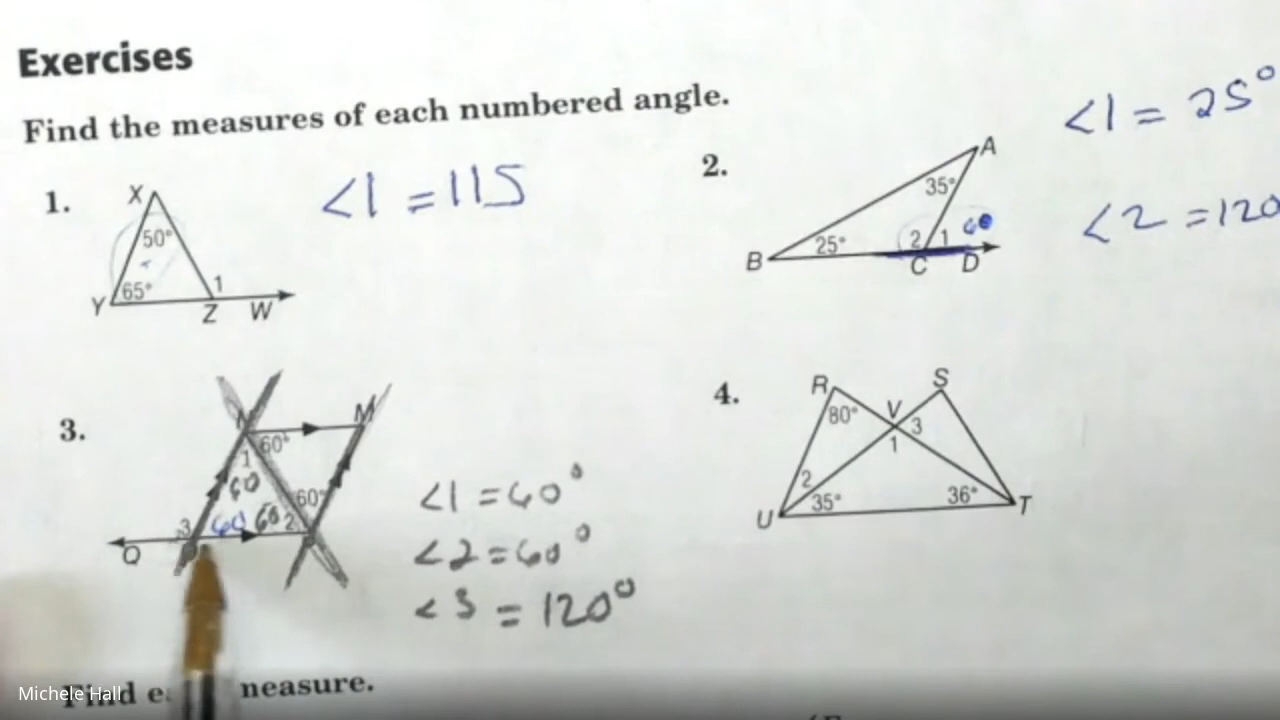 Exercises
Find the measures of each numbered angle.
<1 = 25°
1.
X
50°
65°
1
Y
Z
W
<1 = 115
2.
A
35°
25°
2
1
60
B
C
D
<2 = 120
3.
N
M
60°
1
60
60°
3
60
60
2
Q
<1 = 60°
<2 = 60°
<3 = 120°
4.
R
S
80°
V
3
1
2
35°
36°
U
T
Michele Hall
Find e
measure.